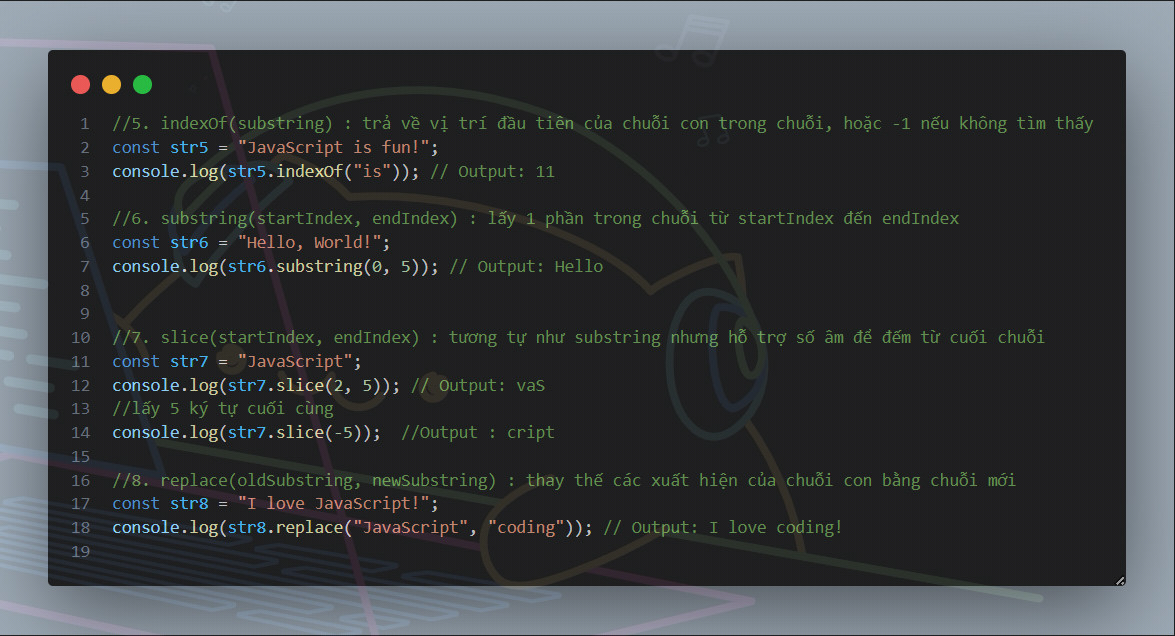 1 //5. indexOf(substring) : trả về vị trí đầu tiên của chuỗi con trong chuỗi, hoặc -1 nếu không tìm thấy
2 const str5 = "JavaScript is fun!";
3 console.log(str5.indexOf("is")); // Output: 11
4
5 //6. substring(startIndex, endIndex) : lấy 1 phần trong chuỗi từ startIndex đến endIndex
6 const str6 = "Hello, World!";
7 console.log(str6.substring(0, 5)); // Output: Hello
8
9
10 //7. slice(startIndex, endIndex) : tương tự như substring nhưng hỗ trợ số âm để đếm từ cuối chuỗi
11 const str7 = "JavaScript";
12 console.log(str7.slice(2, 5)); // Output: vaS
13 //lấy 5 ký tự cuối cùng
14 console.log(str7.slice(-5));  //Output : cript
15
16 //8. replace(oldSubstring, newSubstring) : thay thế các xuất hiện của chuỗi con bằng chuỗi mới
17 const str8 = "I love JavaScript!";
18 console.log(str8.replace("JavaScript", "coding")); // Output: I love coding!
19